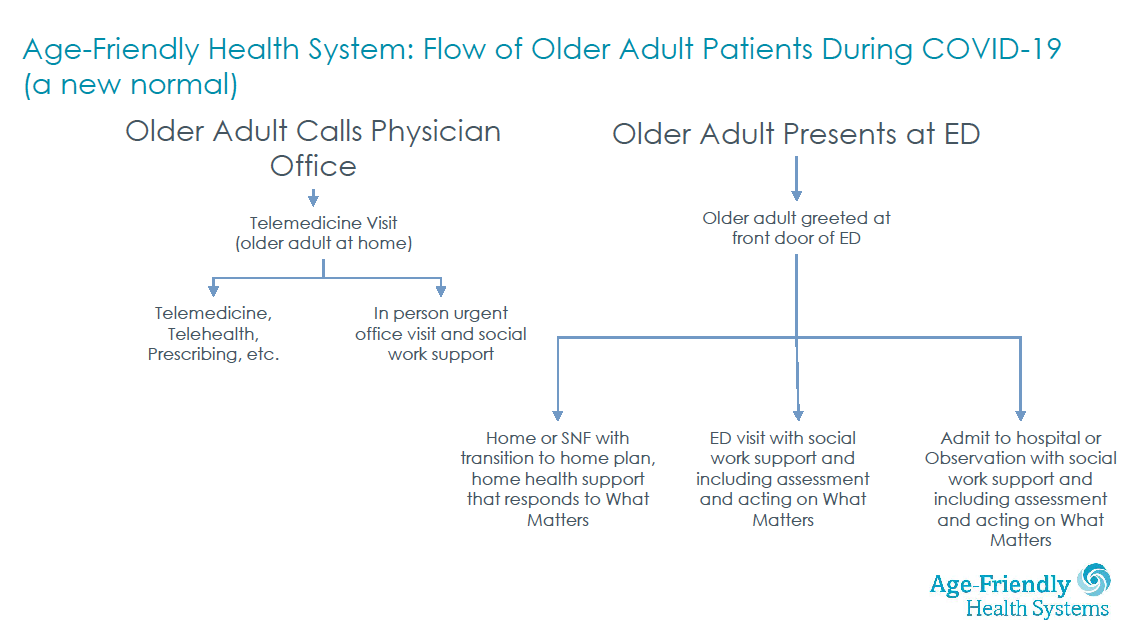 Age-Friendly Health System: Flow of Older Adult Patients During COVID-19
(a new normal)
Older Adult Calls Physician
Office
Telemedicine Visit
(older adult at home)
Telemedicine,
Telehealth,
Prescribing, etc.
In person urgent
office visit and social
work support
Older Adult Presents at ED
Older adult greeted at
front door of ED
Home or SNF with
transition to home plan,
home health support
that responds to What
Matters
ED visit with social
work support and
including assessment
and acting on What
Matters
Admit to hospital or
Observation with social
work support and
including assessment
and acting on What
Matters
Age-Friendly
Health Systems